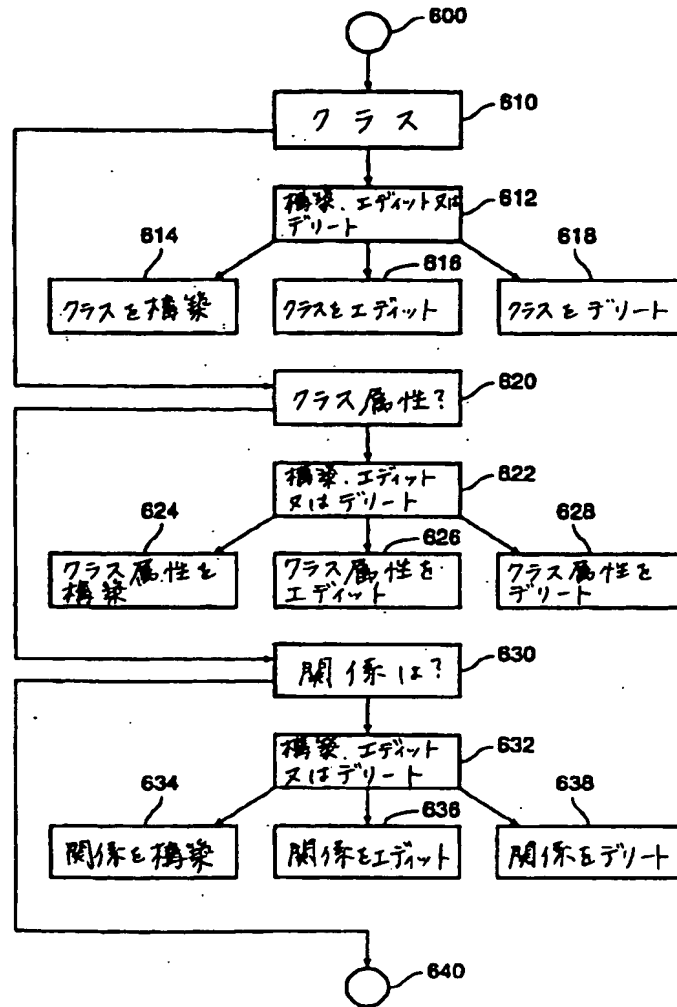 600
クラス
610
構築、エディット又は
デリート
612
614
616
618
クラスを構築
クラスをエディット
クラスをデリート
クラス属性?
620
構築、エディット
又はデリート
622
624
626
628
クラス属性を
構築
クラス属性を
エディット
クラス属性を
デリート
関係は?
630
構築、エディット
又はデリート
632
634
636
638
関係を構築
関係をエディット
関係をデリート
640